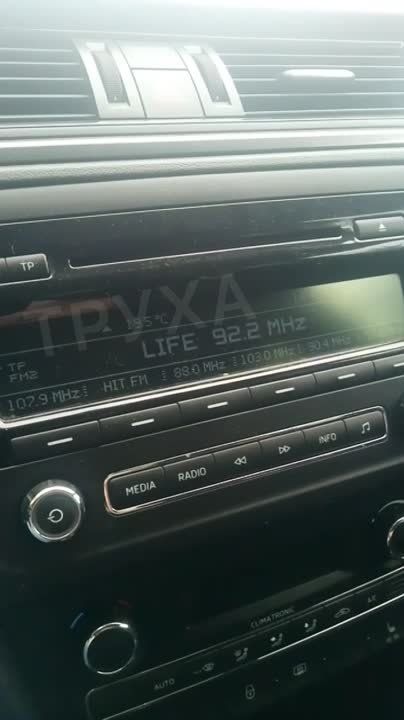 TP
ТРУХА
LIFE 92.2 MHz
TP
FM2
107.9 MHz HIT FM 88.0 MHz 103.0 MHz 90.4 MHz
MEDIA RADIO INFO
CLIMATRONIC
AUTO A/C